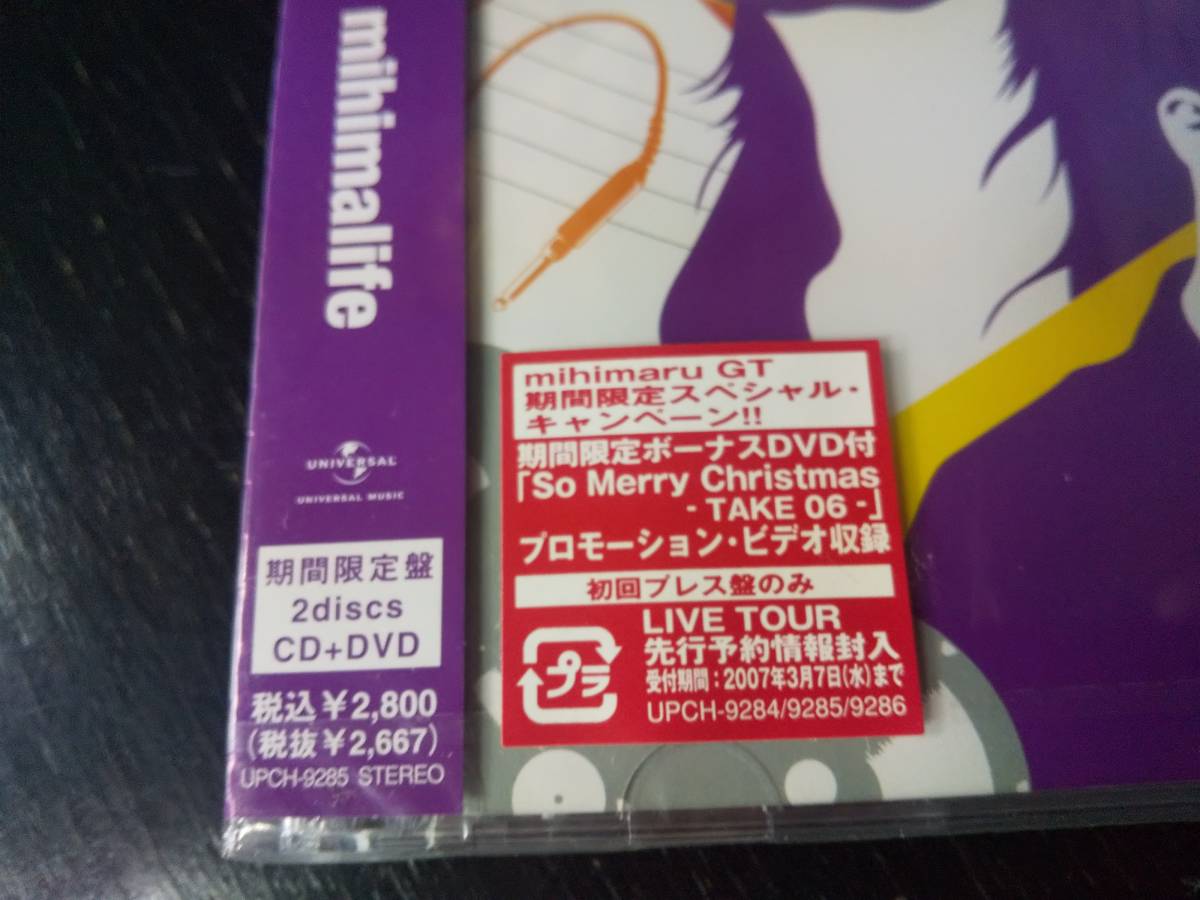 mihimalife
UNIVERSAL
UNIVERSAL MUSIC
期間限定盤
2discs
CD+DVD
税込¥2,800
(税抜¥2,667)
UPCH-9285 STEREO
mihimaru GT
期間限定スペシャル・
キャンペーン!!
期間限定ボーナスDVD付
「So Merry Christmas
- TAKE 06 -」
プロモーション・ビデオ収録
初回プレス盤のみ
LIVE TOUR
先行予約情報封入
受付期間:2007年3月7日(水)まで
UPCH-9284/9285/9286
プラ